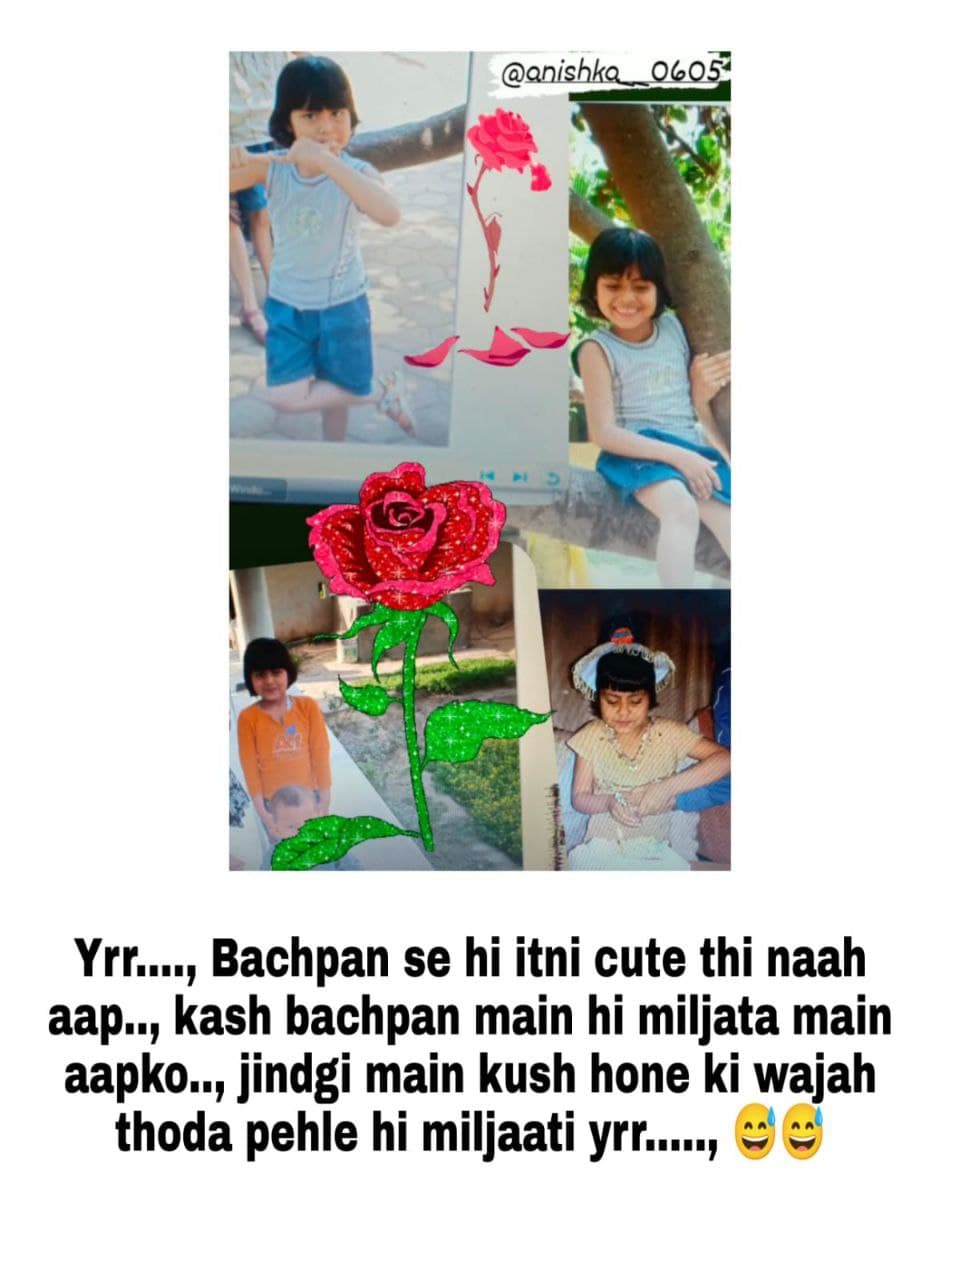 @anishka__0605
Yrr...., Bachpan se hi itni cute thi naah
aap.., kash bachpan main hi miljata main
aapko.., jindgi main kush hone ki wajah
thoda pehle hi miljaati yrr....., 😅😅